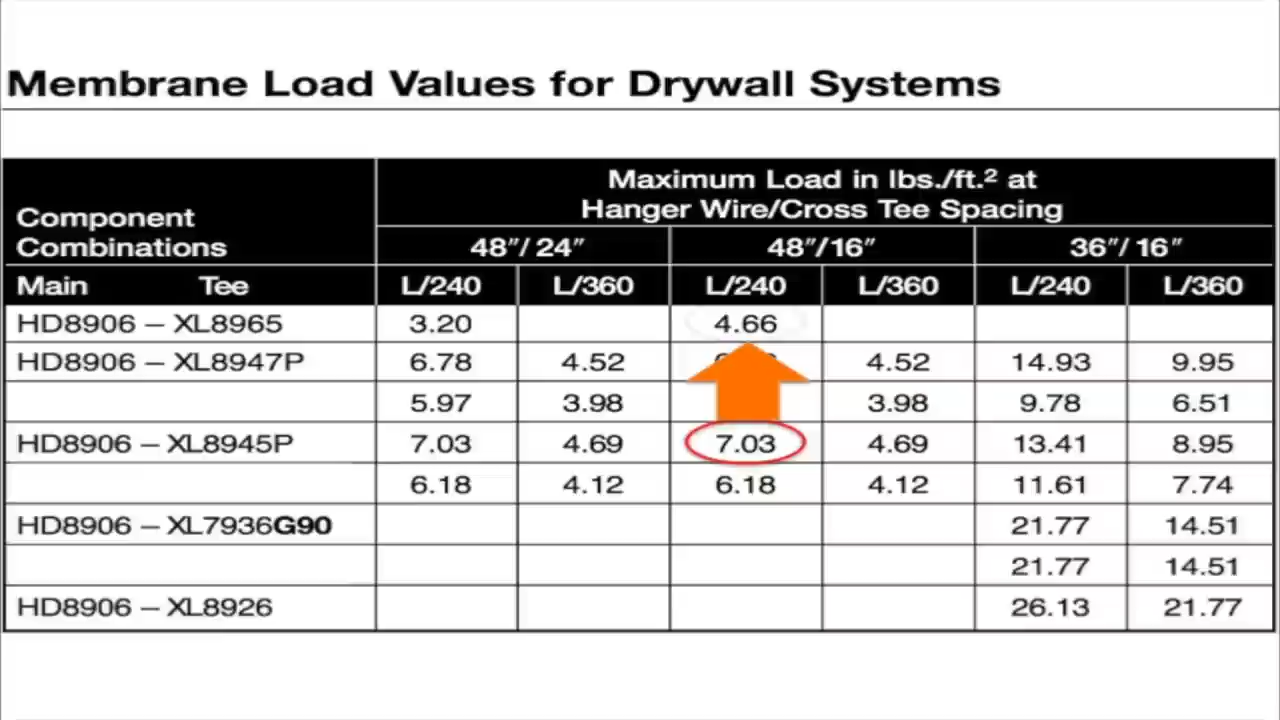 Membrane Load Values for Drywall Systems
Component Combinations Maximum Load in lbs./ft.² at Hanger Wire/Cross Tee Spacing
48″/24″ 48″/16″ 36″/16″
Main Tee L/240 L/360 L/240 L/360 L/240 L/360
HD8906 – XL8965 3.20 4.66
HD8906 – XL8947P 6.78 4.52 4.52 14.93 9.95
5.97 3.98 3.98 9.78 6.51
HD8906 – XL8945P 7.03 4.69 7.03 4.69 13.41 8.95
6.18 4.12 6.18 4.12 11.61 7.74
HD8906 – XL7936G90 21.77 14.51
21.77 14.51
HD8906 – XL8926 26.13 21.77